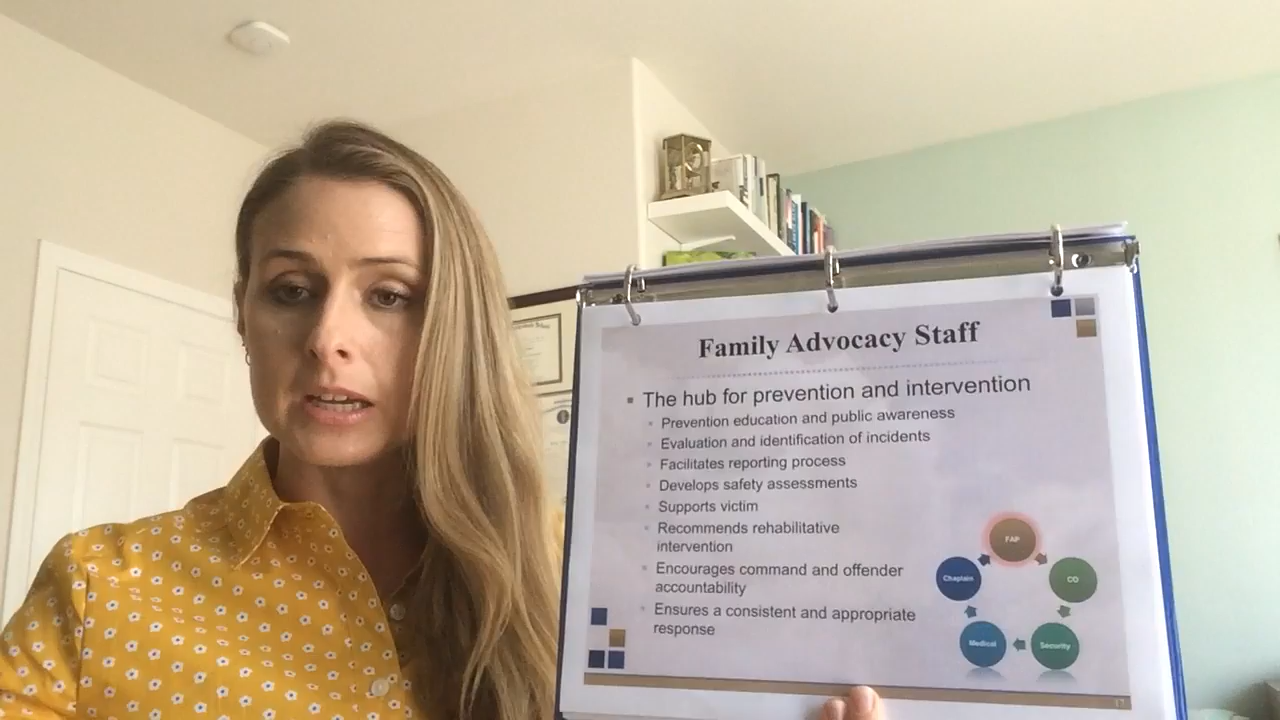 Family Advocacy Staff
The hub for prevention and intervention
Prevention education and public awareness
Evaluation and identification of incidents
Facilitates reporting process
Develops safety assessments
Supports victim
Recommends rehabilitative
intervention
Encourages command and offender
accountability
Ensures a consistent and appropriate
response
FAP
Chaplain
CO
Medical
Security